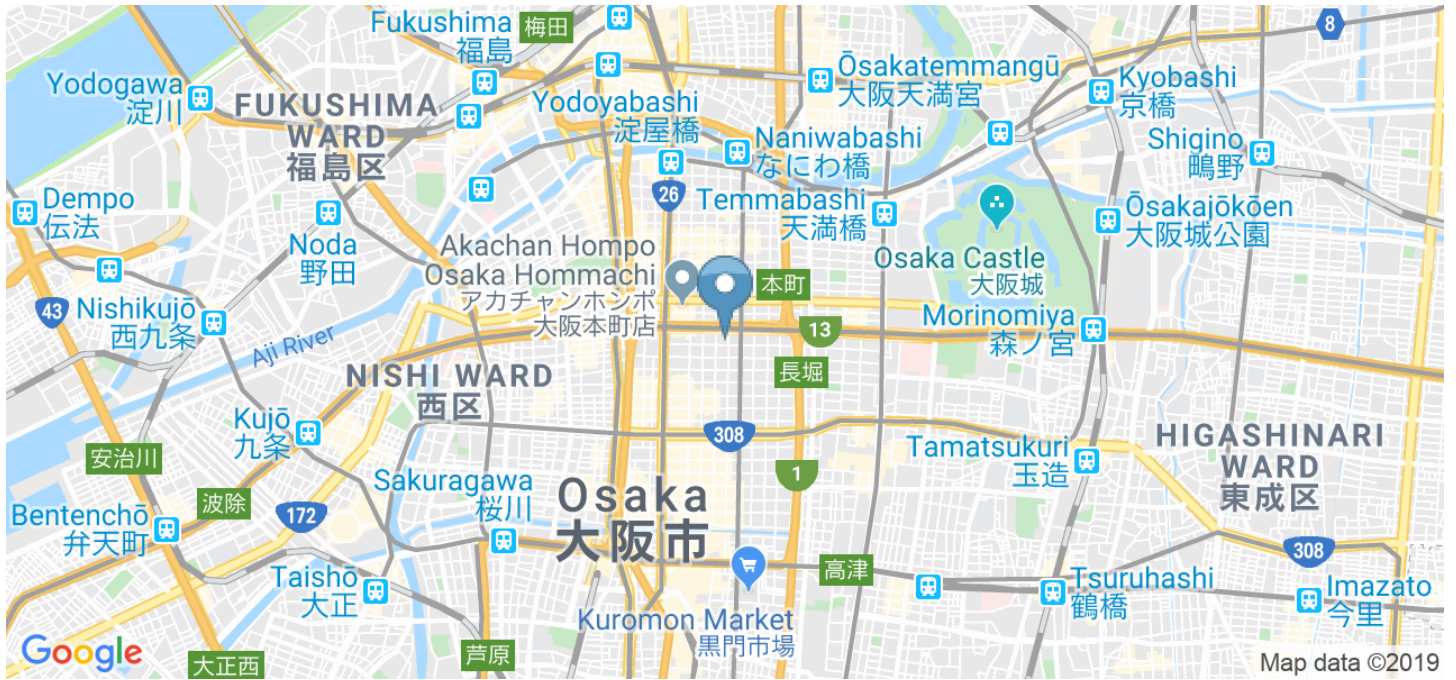 Fukushima
福島
梅田
8
Yodogawa
淀川
FUKUSHIMA
WARD
福島区
Yodoyabashi
淀屋橋
Ōsakatemmangū
大阪天満宮
Kyobashi
京橋
Naniwabashi
なにわ橋
Shigino
鴫野
Dempo
伝法
Noda
野田
26
Temmabashi
天満橋
Ōsakajōkōen
大阪城公園
Akachan Hompo
Osaka Hommachi
アカチャンホンポ
大阪本町店
本町
Osaka Castle
大阪城
43
Nishikujō
西九条
Aji River
13
Morinomiya
森ノ宮
NISHI WARD
西区
長堀
Kujō
九条
308
Tamatsukuri
玉造
HIGASHINARI
WARD
東成区
安治川
波除
172
Sakuragawa
桜川
Osaka
大阪市
1
Bentenchō
弁天町
308
Taishō
大正
高津
Tsuruhashi
鶴橋
Imazato
今里
Kuromon Market
黒門市場
Google
大正西
芦原
Map data ©2019